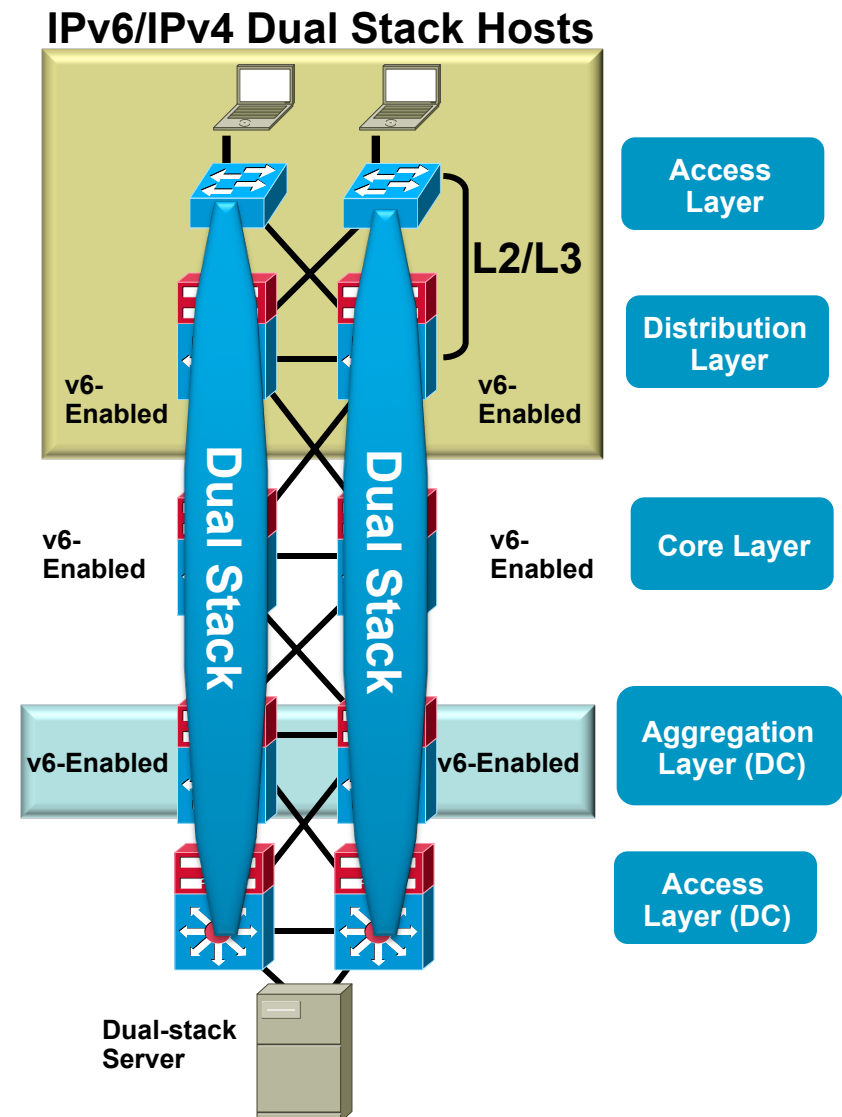 IPv6/IPv4 Dual Stack Hosts
Access
Layer
L2/L3
Distribution
Layer
v6-
Enabled
v6-
Enabled
Dual Stack
Dual Stack
v6-
Enabled
v6-
Enabled
Core Layer
v6-Enabled
v6-Enabled
Aggregation
Layer (DC)
Access
Layer (DC)
Dual-stack
Server